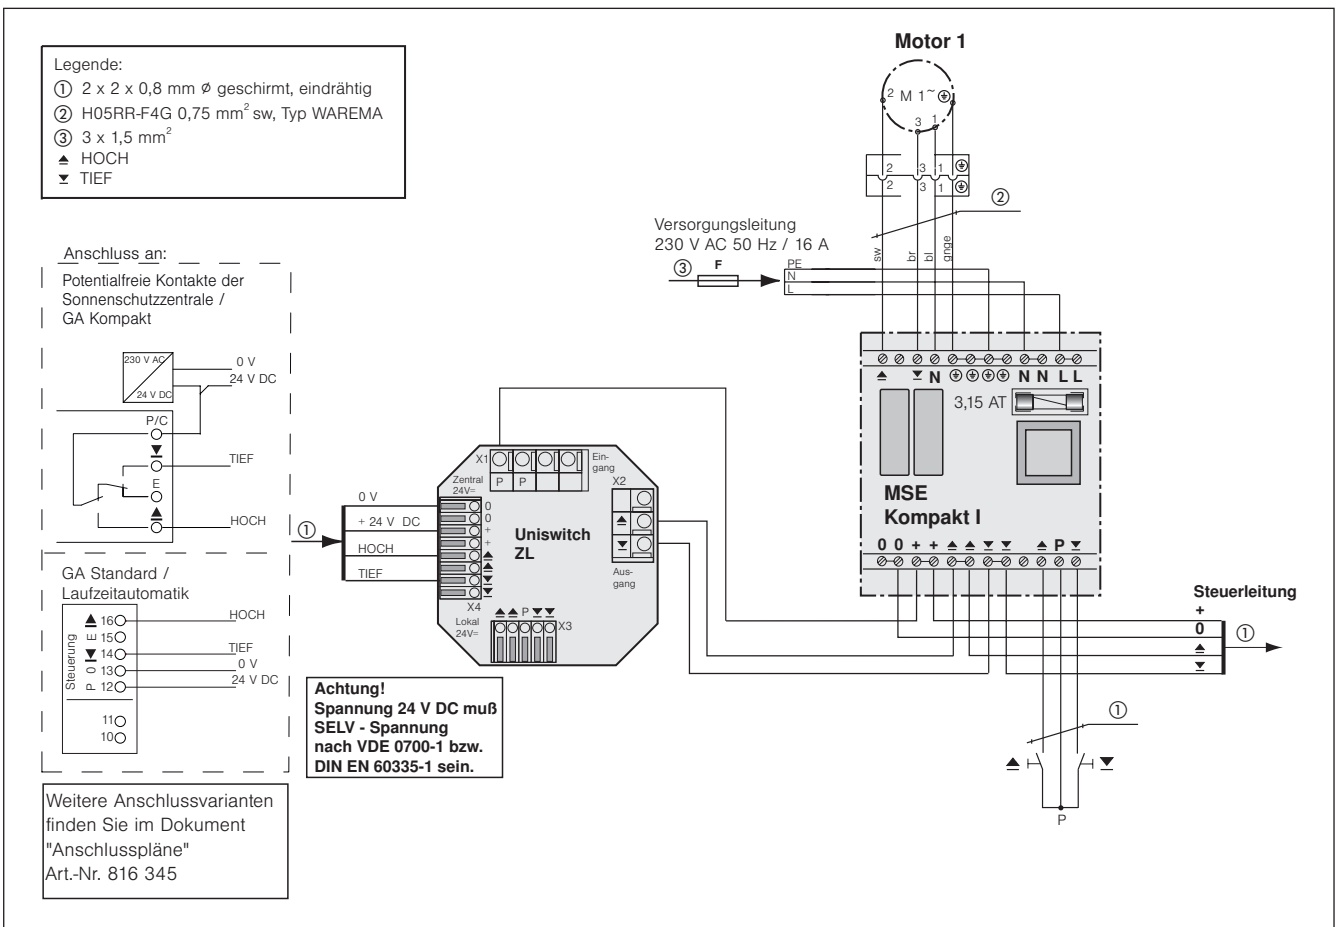 Legende:
① 2 x 2 x 0,8 mm ø geschirmt, eindrähtig
② H05RR-F4G 0,75 mm² sw, Typ WAREMA
③ 3 x 1,5 mm²
HOCH
TIEF
Motor 1
2 M 1~
3 1
2 3 1
2 3 1
②
Versorgungsleitung
230 V AC 50 Hz / 16 A
③ F
PE
N
L
sw br bl gnge
Anschluss an:
Potentialfreie Kontakte der
Sonnenschutzzentrale /
GA Kompakt
230 V AC
24 V DC
0 V
24 V DC
P/C
TIEF
E
HOCH
GA Standard /
Laufzeitautomatik
Steuerung
16 HOCH
E 15
14 TIEF
0 13 0 V
P 12 24 V DC
11
10
①
0 V
+ 24 V DC
HOCH
TIEF
X1
P P
Ein-
gang
X2
Zentral
24V=
0
0
+
+
Uniswitch
ZL
Aus-
gang
X4
Lokal
24V=
P
X3
N N N L L
3,15 AT
MSE
Kompakt I
0 0 + + P
Steuerleitung
+
0
①
①
P
Achtung!
Spannung 24 V DC muß
SELV - Spannung
nach VDE 0700-1 bzw.
DIN EN 60335-1 sein.
Weitere Anschlussvarianten
finden Sie im Dokument
"Anschlusspläne"
Art.-Nr. 816 345